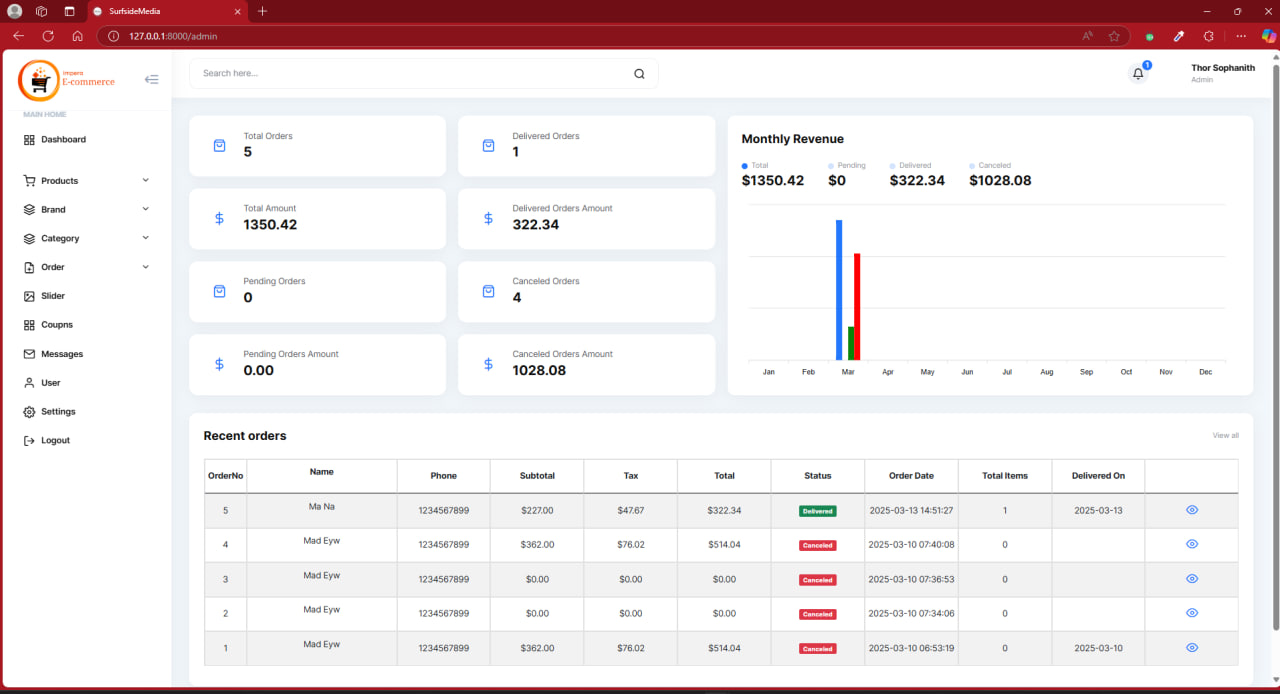 SurfsideMedia
127.0.0.1:8000/admin
Impero
E-commerce
Search here...
1
Thor Sophanith
Admin
MAIN HOME
Dashboard
Products
Brand
Category
Order
Slider
Coupns
Messages
User
Settings
Logout
Total Orders
5
Delivered Orders
1
Total Amount
1350.42
Delivered Orders Amount
322.34
Pending Orders
0
Canceled Orders
4
Pending Orders Amount
0.00
Canceled Orders Amount
1028.08
Monthly Revenue
Total Pending Delivered Canceled
$1350.42 $0 $322.34 $1028.08
Jan Feb Mar Apr May Jun Jul Aug Sep Oct Nov Dec
Recent orders
View all
OrderNo Name Phone Subtotal Tax Total Status Order Date Total Items Delivered On
5 Ma Na 1234567899 $227.00 $47.67 $322.34 Delivered 2025-03-13 14:51:27 1 2025-03-13
4 Mad Eyw 1234567899 $362.00 $76.02 $514.04 Canceled 2025-03-10 07:40:08 0
3 Mad Eyw 1234567899 $0.00 $0.00 $0.00 Canceled 2025-03-10 07:36:53 0
2 Mad Eyw 1234567899 $0.00 $0.00 $0.00 Canceled 2025-03-10 07:34:06 0
1 Mad Eyw 1234567899 $362.00 $76.02 $514.04 Canceled 2025-03-10 06:53:19 0 2025-03-10